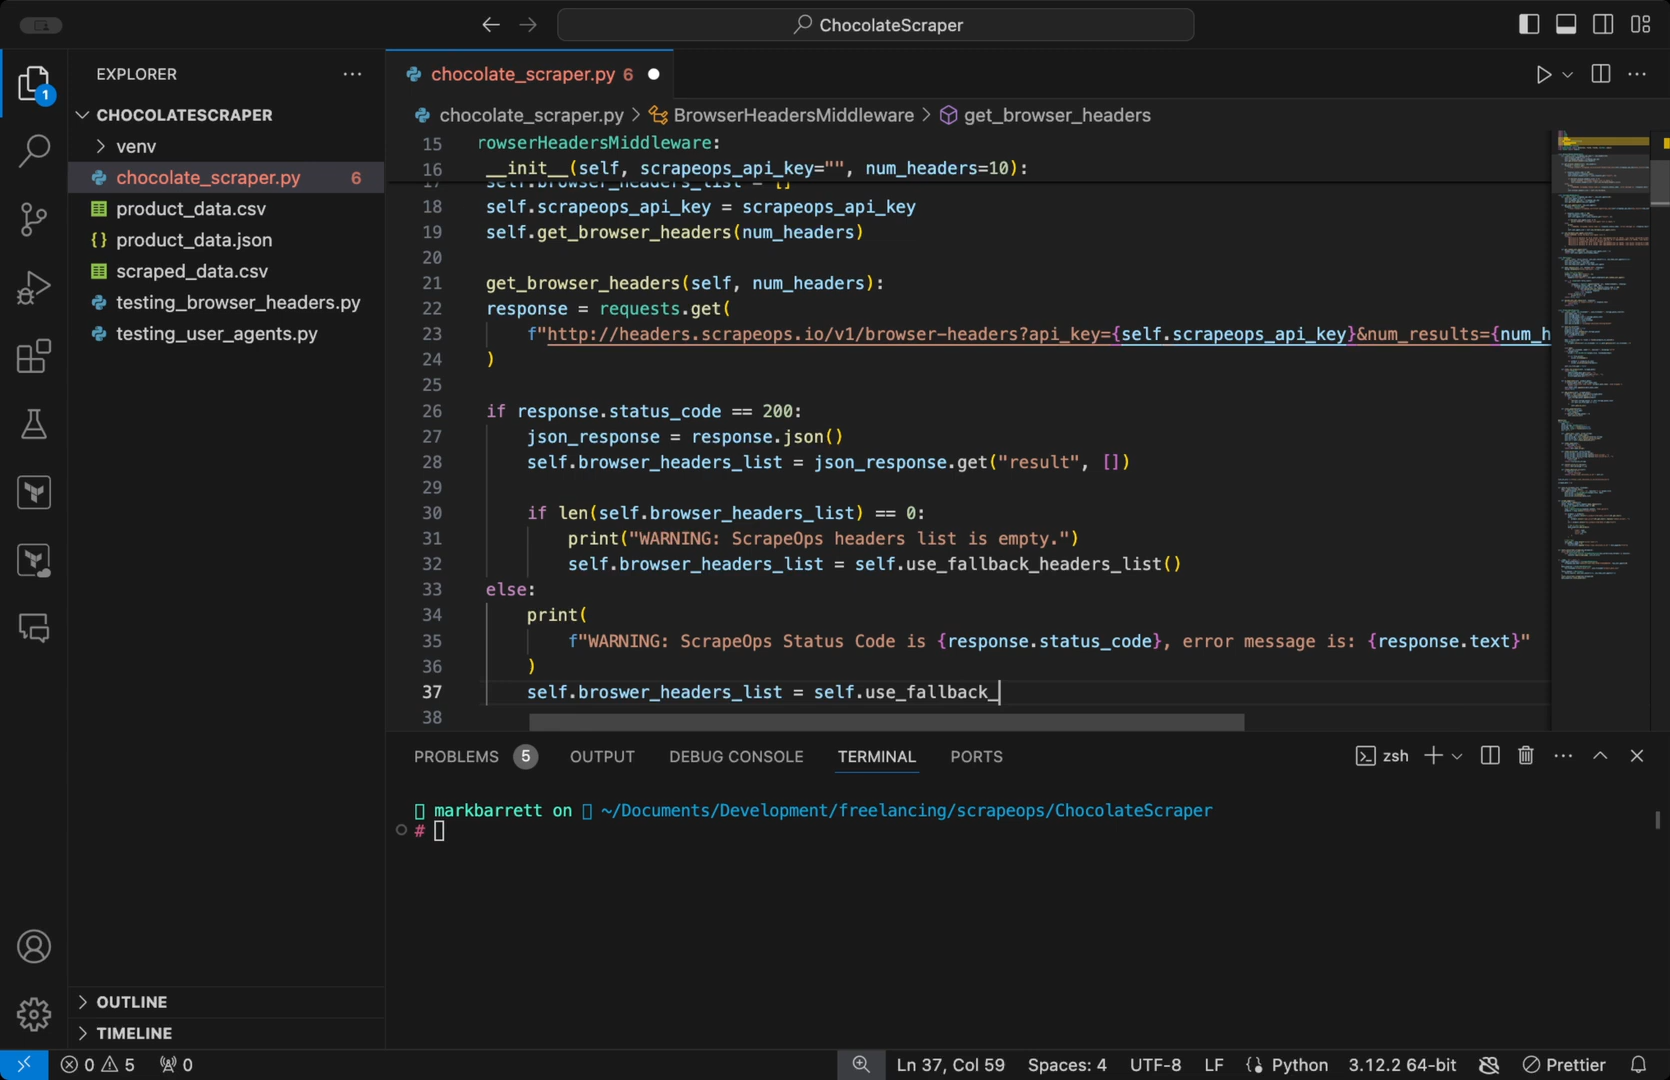 ChocolateScraper
EXPLORER
1
CHOCOLATESCRAPER
venv
chocolate_scraper.py 6
product_data.csv
{} product_data.json
scraped_data.csv
testing_browser_headers.py
testing_user_agents.py
OUTLINE
TIMELINE
chocolate_scraper.py 6
chocolate_scraper.py > BrowserHeadersMiddleware > get_browser_headers
15 rowserHeadersMiddleware:
16 __init__(self, scrapeops_api_key="", num_headers=10):
17 self.browser_headers_list = []
18 self.scrapeops_api_key = scrapeops_api_key
19 self.get_browser_headers(num_headers)
20
21 get_browser_headers(self, num_headers):
22 response = requests.get(
23 f"http://headers.scrapeops.io/v1/browser-headers?api_key={self.scrapeops_api_key}&num_results={num_h
24 )
25
26 if response.status_code == 200:
27 json_response = response.json()
28 self.browser_headers_list = json_response.get("result", [])
29
30 if len(self.browser_headers_list) == 0:
31 print("WARNING: ScrapeOps headers list is empty.")
32 self.browser_headers_list = self.use_fallback_headers_list()
33 else:
34 print(
35 f"WARNING: ScrapeOps Status Code is {response.status_code}, error message is: {response.text}"
36 )
37 self.broswer_headers_list = self.use_fallback_
38
PROBLEMS 5 OUTPUT DEBUG CONSOLE TERMINAL PORTS
zsh
markbarrett on ~/Documents/Development/freelancing/scrapeops/ChocolateScraper
#
0 5 0
Ln 37, Col 59 Spaces: 4 UTF-8 LF Python 3.12.2 64-bit Prettier